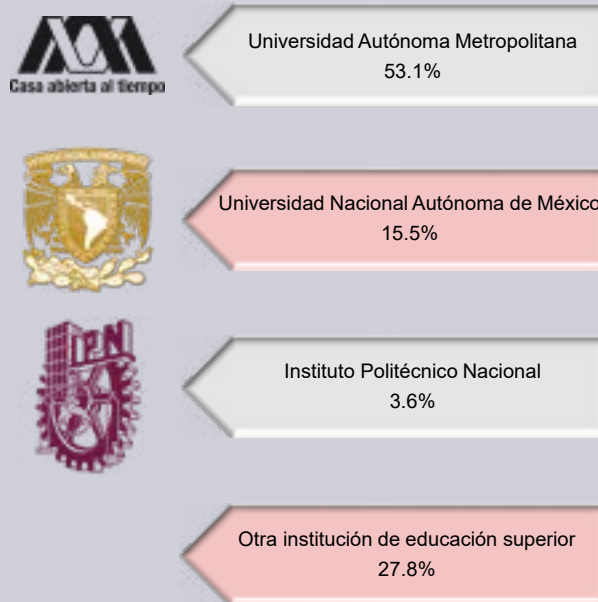 Casa abierta al tiempo
Universidad Autónoma Metropolitana
53.1%
Universidad Nacional Autónoma de México
15.5%
IPN
Instituto Politécnico Nacional
3.6%
Otra institución de educación superior
27.8%